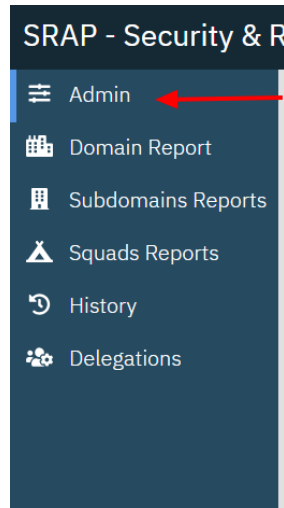 SRAP - Security & R
Admin
Domain Report
Subdomains Reports
Squads Reports
History
Delegations